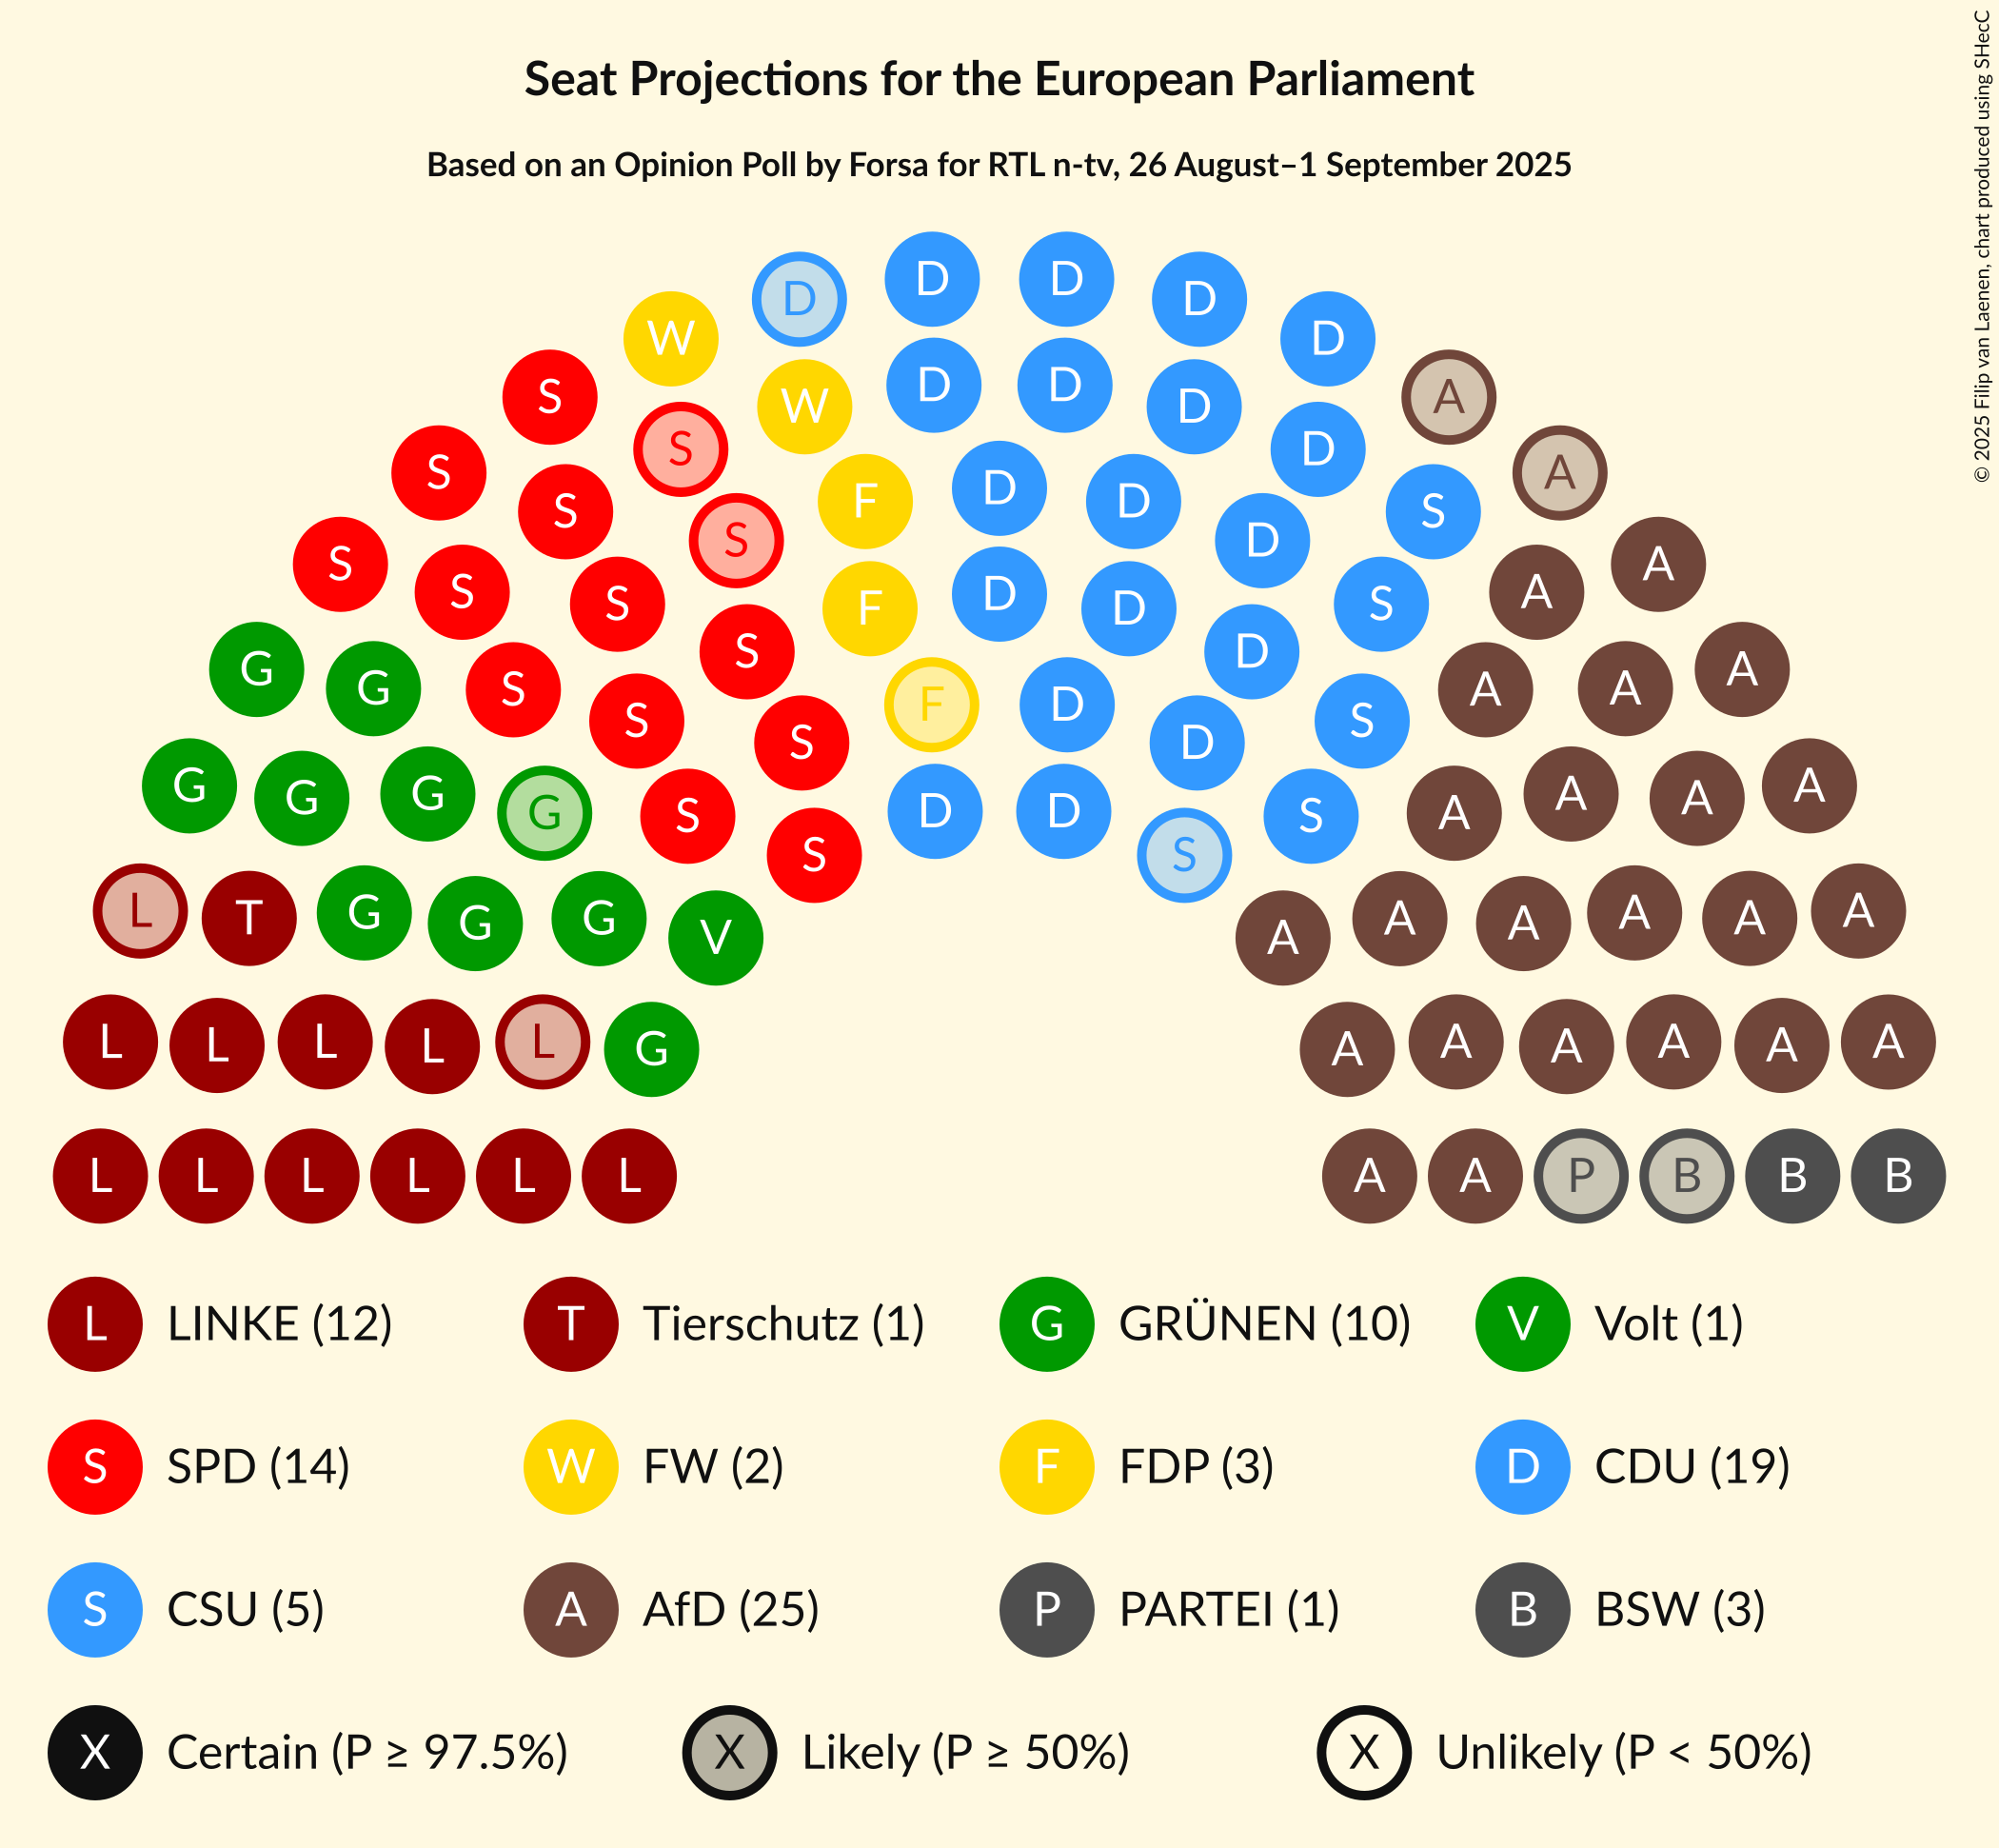 Seat Projections for the European Parliament
Based on an Opinion Poll by Forsa for RTL n-tv, 26 August–1 September 2025
© 2025 Filip van Laenen, chart produced using SHecC
D D
D D
W D
D D
W D
S A
S D
F D
S A
S S
D
S D
S A
S A
F D
S S
D
S D
G A
G A
S A
S S
F D
S D
G A
G A
G A
G A
S S
D D
S S
L A
T A
G A
G A
G A
V A
L L L L L G A A A A A A
L L L L L L A A P B B B
L LINKE (12) T Tierschutz (1) G GRÜNEN (10) V Volt (1)
S SPD (14) W FW (2) F FDP (3) D CDU (19)
S CSU (5) A AfD (25) P PARTEI (1) B BSW (3)
X Certain (P ≥ 97.5%) X Likely (P ≥ 50%) X Unlikely (P < 50%)